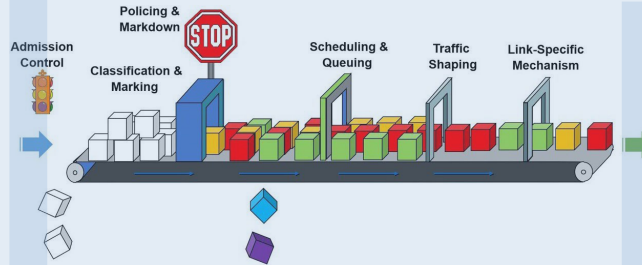 Policing &
Markdown
STOP
Admission
Control
Classification &
Marking
Scheduling &
Queuing
Traffic
Shaping
Link-Specific
Mechanism